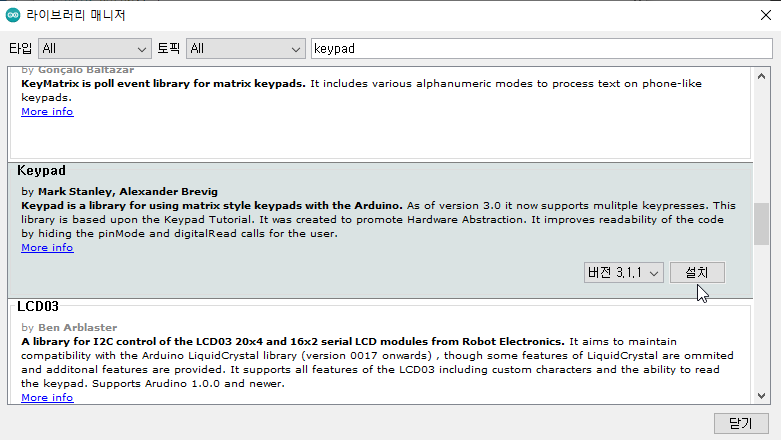 라이브러리 매니저
타입 All 토픽 All keypad
by Gonçalo Baltazar
KeyMatrix is poll event library for matrix keypads. It includes various alphanumeric modes to process text on phone-like
keypads.
More info
Keypad
by Mark Stanley, Alexander Brevig
Keypad is a library for using matrix style keypads with the Arduino. As of version 3.0 it now supports mulitple keypresses. This
library is based upon the Keypad Tutorial. It was created to promote Hardware Abstraction. It improves readability of the code
by hiding the pinMode and digitalRead calls for the user.
More info
버전 3.1.1 설치
LCD03
by Ben Arblaster
A library for I2C control of the LCD03 20x4 and 16x2 serial LCD modules from Robot Electronics. It aims to maintain
compatibility with the Arduino LiquidCrystal library (version 0017 onwards) , though some features of LiquidCrystal are ommited
and additonal features are provided. It supports all features of the LCD03 including custom characters and the ability to read
the keypad. Supports Arudino 1.0.0 and newer.
More info
닫기